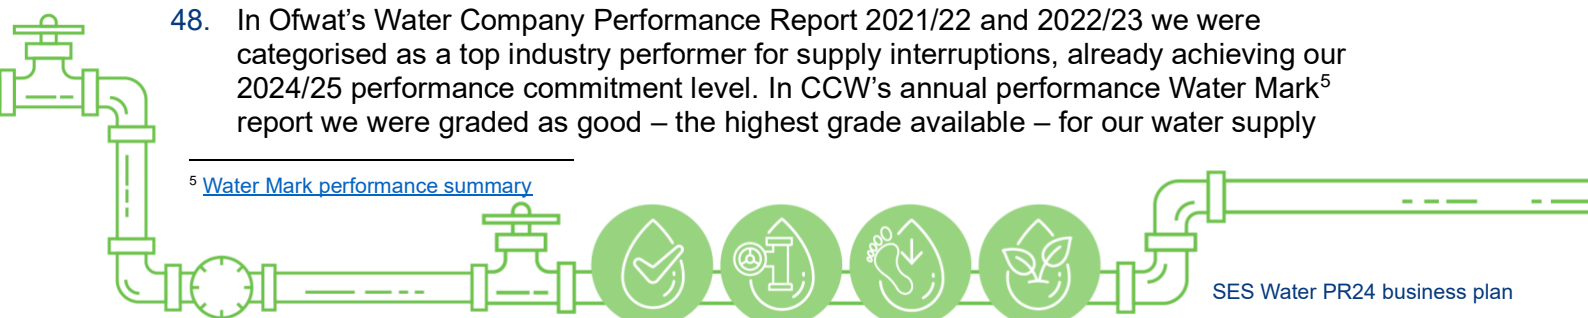 48. In Ofwat's Water Company Performance Report 2021/22 and 2022/23 we were
categorised as a top industry performer for supply interruptions, already achieving our
2024/25 performance commitment level. In CCW's annual performance Water Mark⁵
report we were graded as good – the highest grade available – for our water supply
⁵ Water Mark performance summary
SES Water PR24 business plan